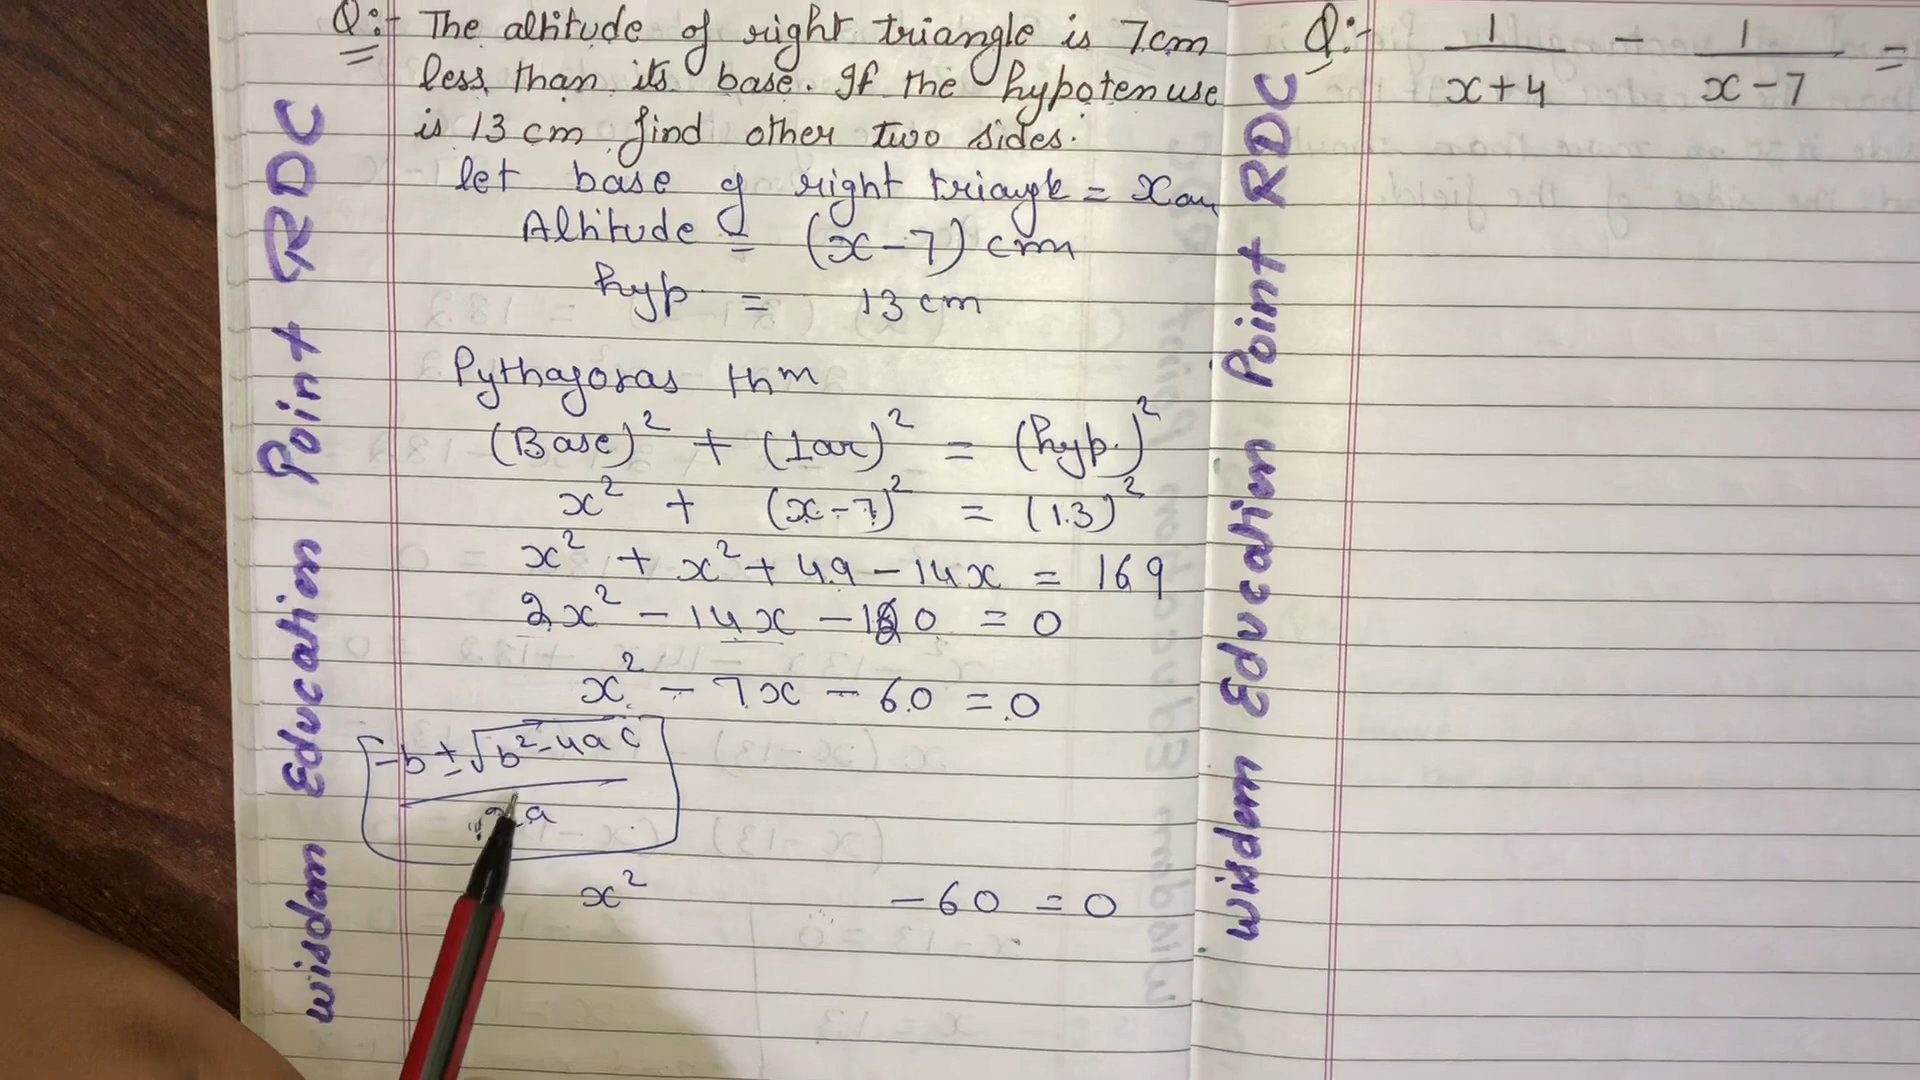 Q:- The altitude of right triangle is 7cm
less than its base. If the hypotenuse
is 13 cm find other two sides.
let base of right triangle = x cm
Altitude = (x-7) cm
hyp = 13 cm
Pythagoras thm
(Base)² + (Lar)² = (hyp.)²
x² + (x-7)² = (13)²
x² + x² + 49 - 14x = 169
2x² - 14x - 120 = 0
x² - 7x - 60 = 0
-b ± √b²-4ac
2a
x² - 60 = 0
wisdom Education Point RDC
Q:- 1 - 1 =
x+4 x-7
wisdom Education Point RDC